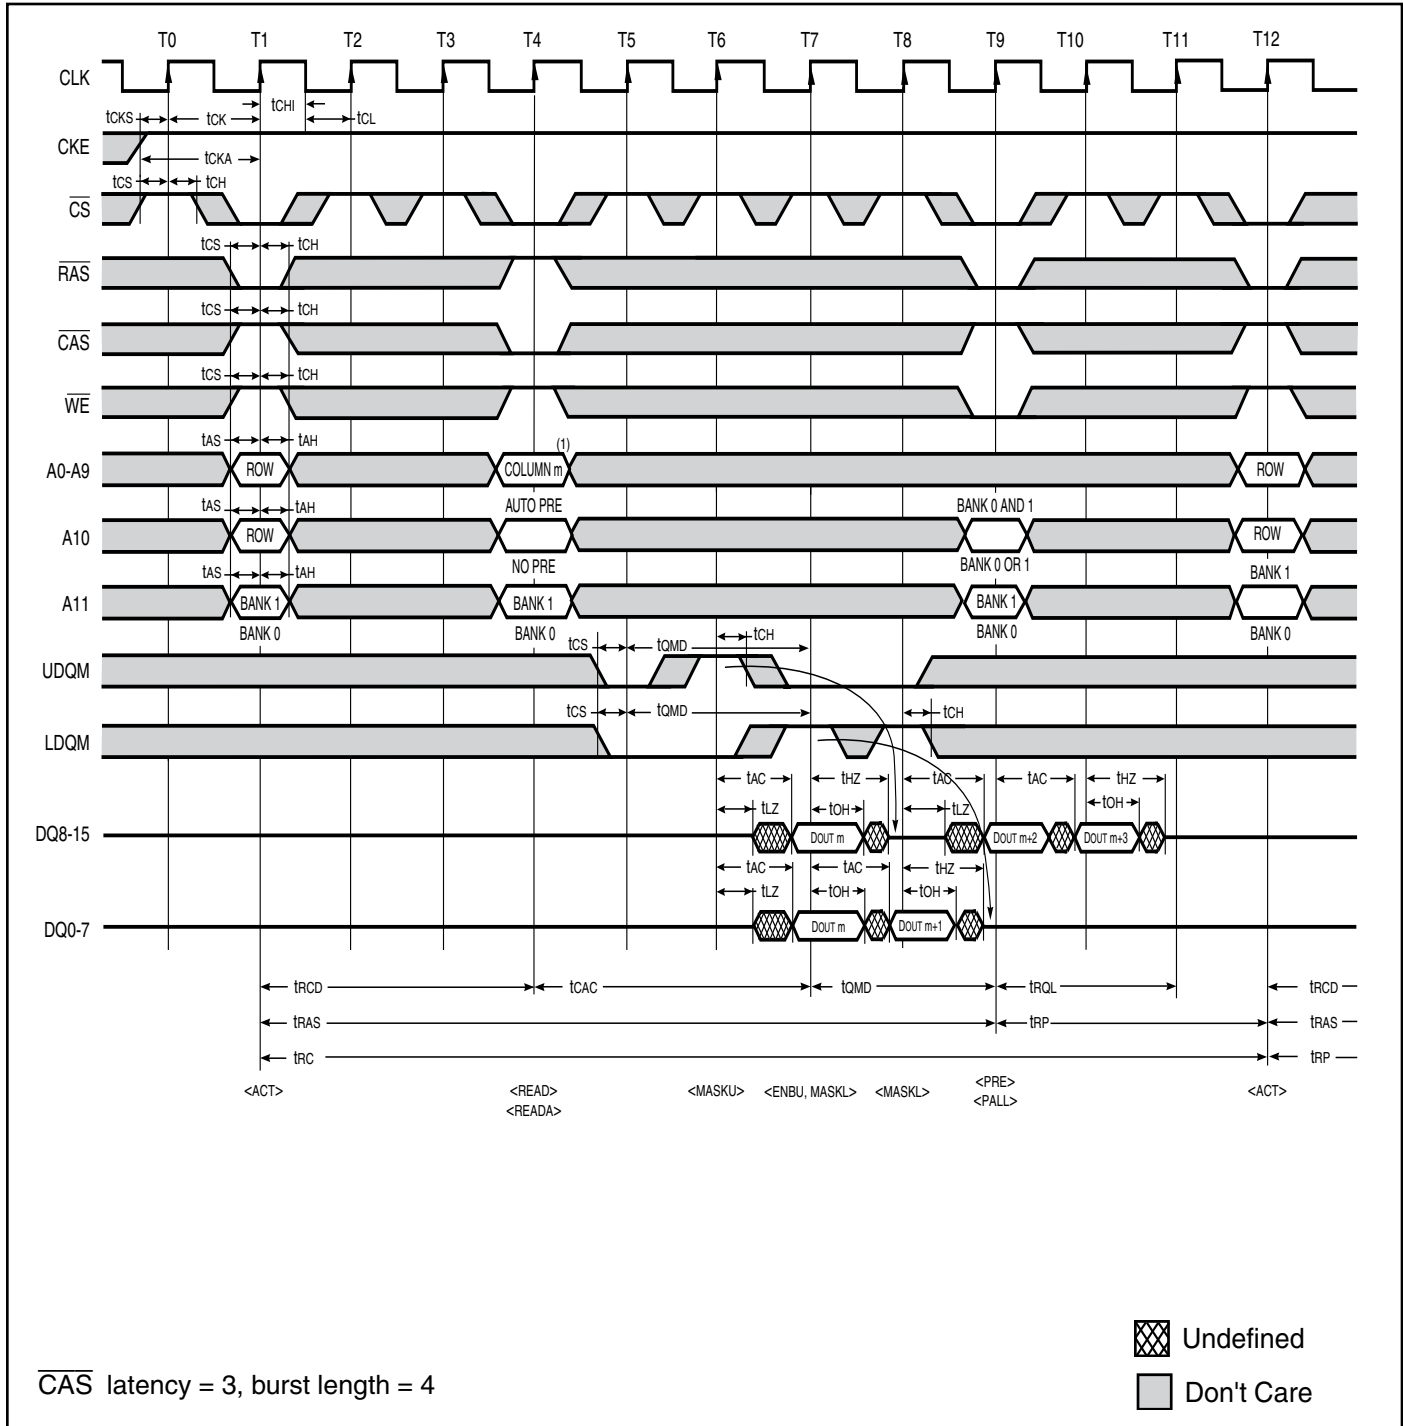 T0 T1 T2 T3 T4 T5 T6 T7 T8 T9 T10 T11 T12
CLK
tCHI
tCKS tCK tCL
CKE
tCKA
tCS tCH
CS
tCS tCH
RAS
tCS tCH
CAS
tCS tCH
WE
tAS tAH (1)
A0-A9 ROW COLUMN m ROW
tAS tAH AUTO PRE BANK 0 AND 1
A10 ROW ROW
tAS tAH NO PRE BANK 0 OR 1 BANK 1
A11 BANK 1 BANK 1 BANK 1
BANK 0 BANK 0 BANK 0 BANK 0
tCS tQMD tCH
UDQM
tCS tQMD tCH
LDQM
tAC tHZ tAC tAC tHZ
tLZ tOH tLZ tOH
DQ8-15 DOUT m DOUT m+2 DOUT m+3
tAC tAC tHZ
tLZ tOH tOH
DQ0-7 DOUT m DOUT m+1
tRCD tCAC tQMD tRQL tRCD
tRAS tRP tRAS
tRC tRP
<ACT> <READ> <MASKU> <ENBU, MASKL> <MASKL> <PRE> <ACT>
<READA> <PALL>
Undefined
CAS latency = 3, burst length = 4
Don't Care